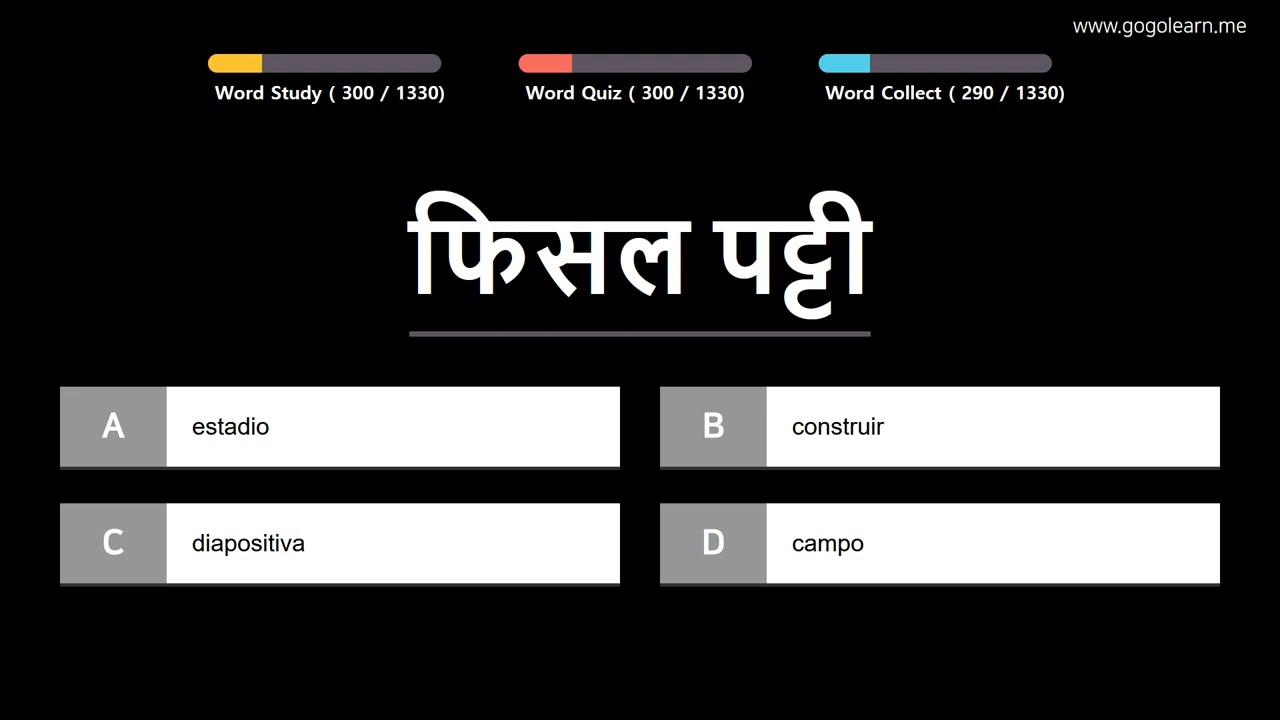 www.gogolearn.me
Word Study ( 300 / 1330)
Word Quiz ( 300 / 1330)
Word Collect ( 290 / 1330)
फिसल पट्टी
A estadio
B construir
C diapositiva
D campo